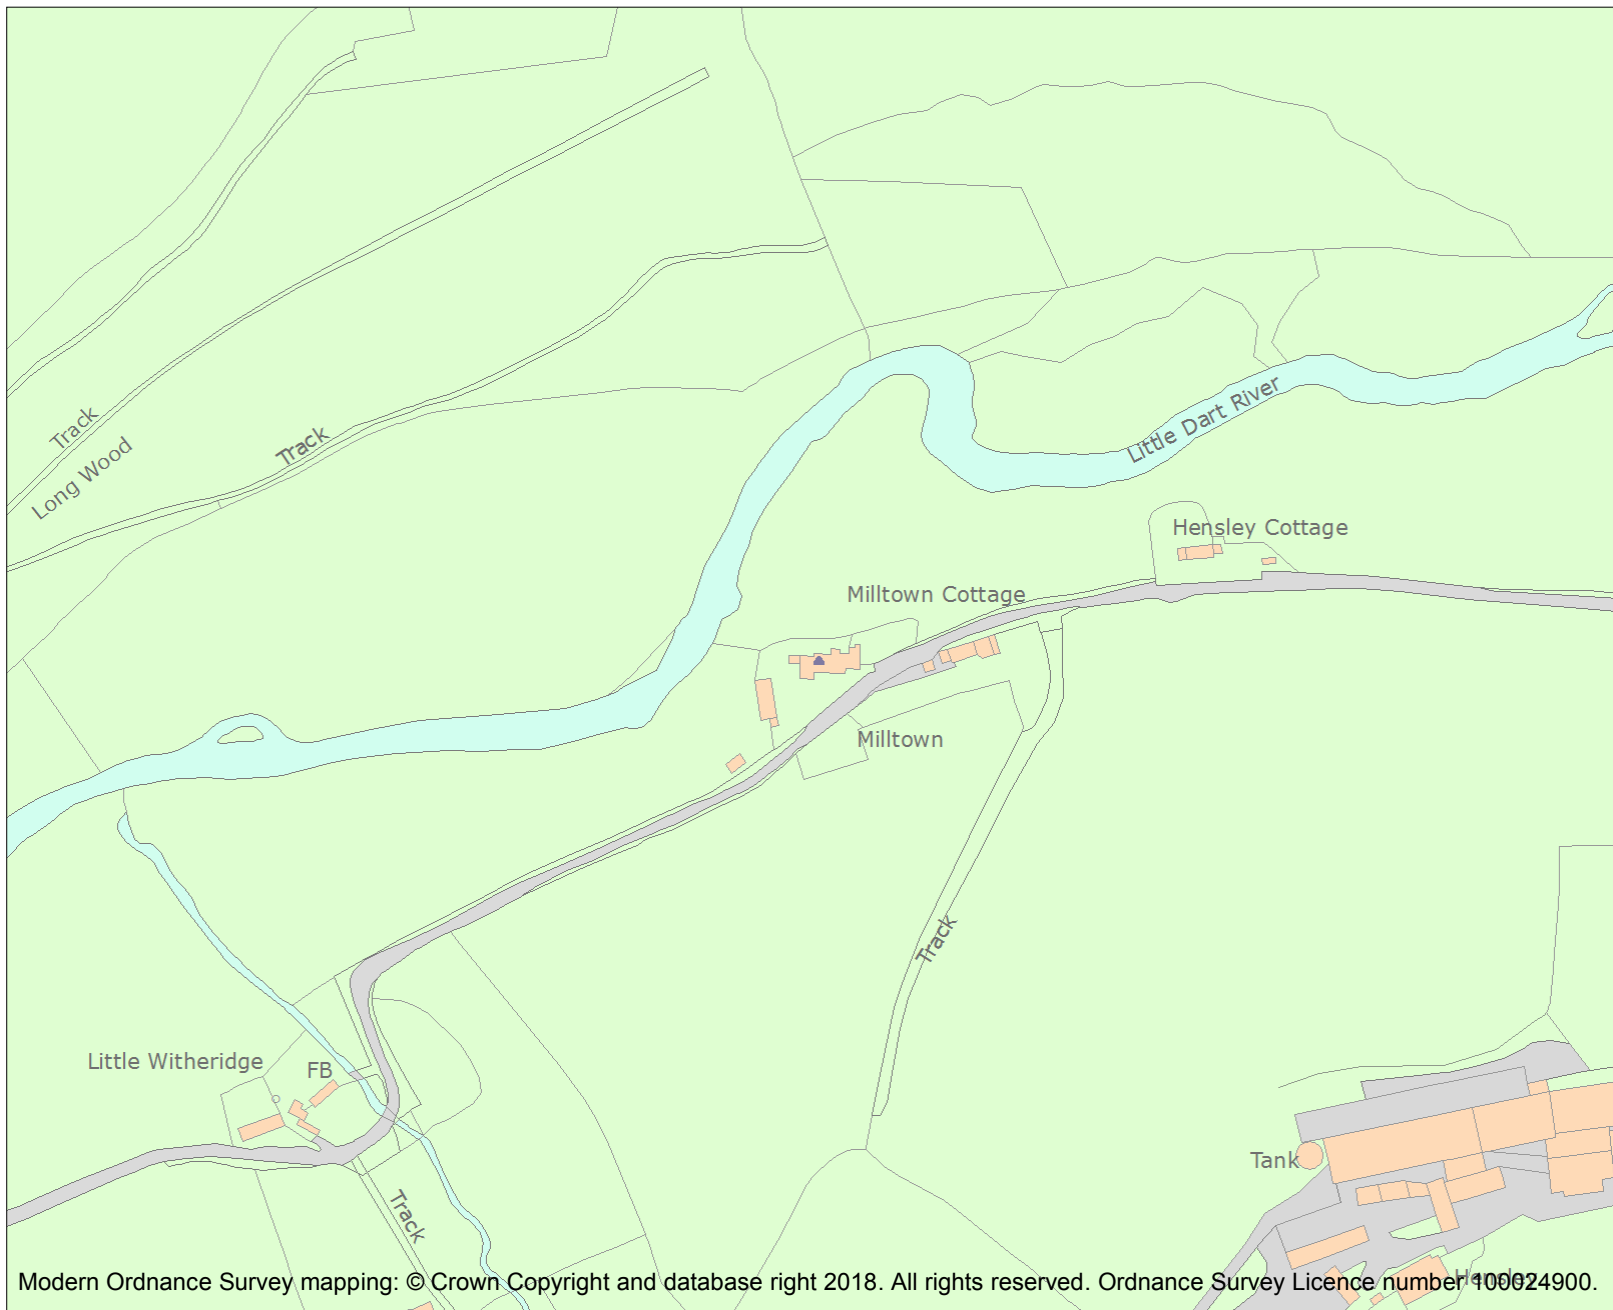 Track
Long Wood
Track
Little Dart River
Hensley Cottage
Milltown Cottage
Milltown
Track
Little Witheridge
FB
Tank
Track
Hensley
Modern Ordnance Survey mapping: © Crown Copyright and database right 2018. All rights reserved. Ordnance Survey Licence number 100024900.